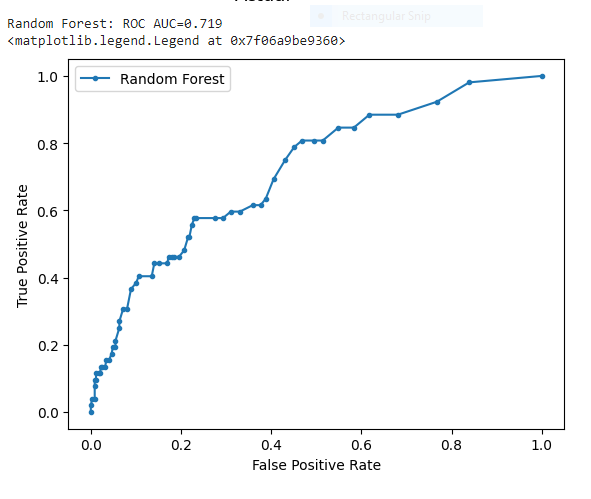 Rectangular Snip
Random Forest: ROC AUC=0.719
<matplotlib.legend.Legend at 0x7f06a9be9360>
Random Forest
1.0
0.8
0.6
0.4
0.2
0.0
True Positive Rate
0.0 0.2 0.4 0.6 0.8 1.0
False Positive Rate